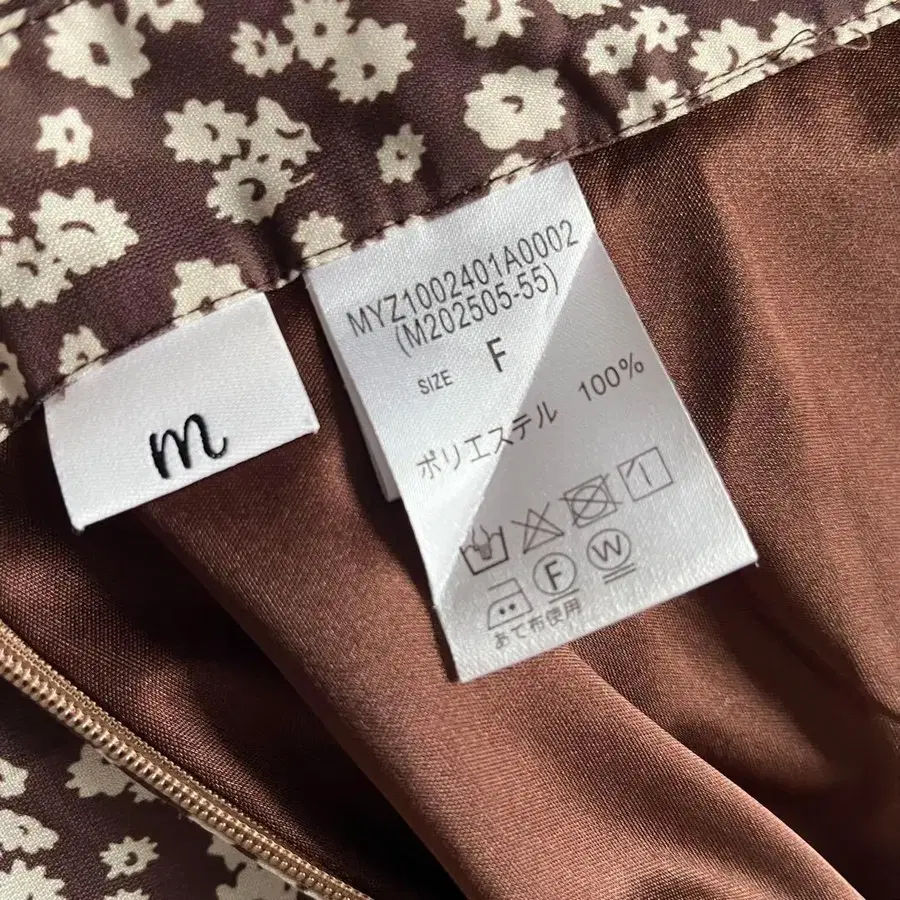 m
MYZ1002401A0002
(M202505-55)
SIZE F
ポリエステル 100%
F W
あて布使用